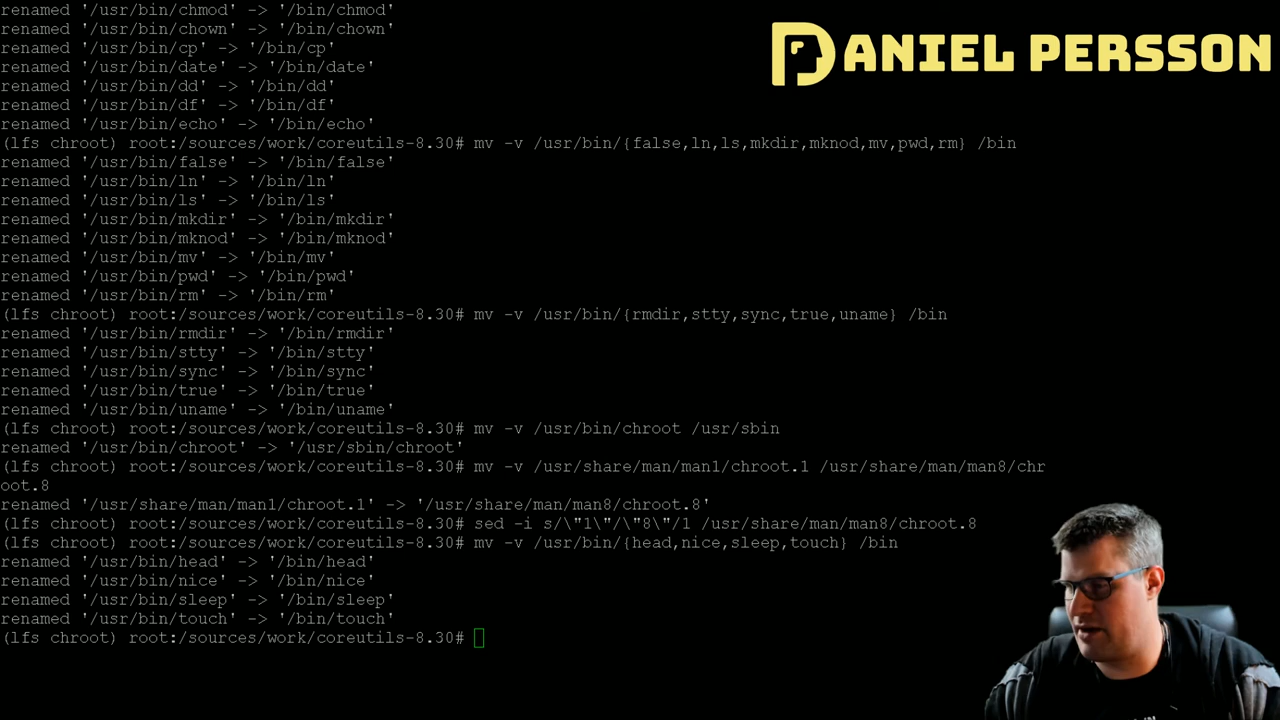 renamed '/usr/bin/chmod' -> '/bin/chmod'
renamed '/usr/bin/chown' -> '/bin/chown'
renamed '/usr/bin/cp' -> '/bin/cp'
renamed '/usr/bin/date' -> '/bin/date'
renamed '/usr/bin/dd' -> '/bin/dd'
renamed '/usr/bin/df' -> '/bin/df'
renamed '/usr/bin/echo' -> '/bin/echo'
(lfs chroot) root:/sources/work/coreutils-8.30# mv -v /usr/bin/{false,ln,ls,mkdir,mknod,mv,pwd,rm} /bin
renamed '/usr/bin/false' -> '/bin/false'
renamed '/usr/bin/ln' -> '/bin/ln'
renamed '/usr/bin/ls' -> '/bin/ls'
renamed '/usr/bin/mkdir' -> '/bin/mkdir'
renamed '/usr/bin/mknod' -> '/bin/mknod'
renamed '/usr/bin/mv' -> '/bin/mv'
renamed '/usr/bin/pwd' -> '/bin/pwd'
renamed '/usr/bin/rm' -> '/bin/rm'
(lfs chroot) root:/sources/work/coreutils-8.30# mv -v /usr/bin/{rmdir,stty,sync,true,uname} /bin
renamed '/usr/bin/rmdir' -> '/bin/rmdir'
renamed '/usr/bin/stty' -> '/bin/stty'
renamed '/usr/bin/sync' -> '/bin/sync'
renamed '/usr/bin/true' -> '/bin/true'
renamed '/usr/bin/uname' -> '/bin/uname'
(lfs chroot) root:/sources/work/coreutils-8.30# mv -v /usr/bin/chroot /usr/sbin
renamed '/usr/bin/chroot' -> '/usr/sbin/chroot'
(lfs chroot) root:/sources/work/coreutils-8.30# mv -v /usr/share/man/man1/chroot.1 /usr/share/man/man8/chr
oot.8
renamed '/usr/share/man/man1/chroot.1' -> '/usr/share/man/man8/chroot.8'
(lfs chroot) root:/sources/work/coreutils-8.30# sed -i s/\"1\"/\"8\"/1 /usr/share/man/man8/chroot.8
(lfs chroot) root:/sources/work/coreutils-8.30# mv -v /usr/bin/{head,nice,sleep,touch} /bin
renamed '/usr/bin/head' -> '/bin/head'
renamed '/usr/bin/nice' -> '/bin/nice'
renamed '/usr/bin/sleep' -> '/bin/sleep'
renamed '/usr/bin/touch' -> '/bin/touch'
(lfs chroot) root:/sources/work/coreutils-8.30#
DANIEL PERSSON